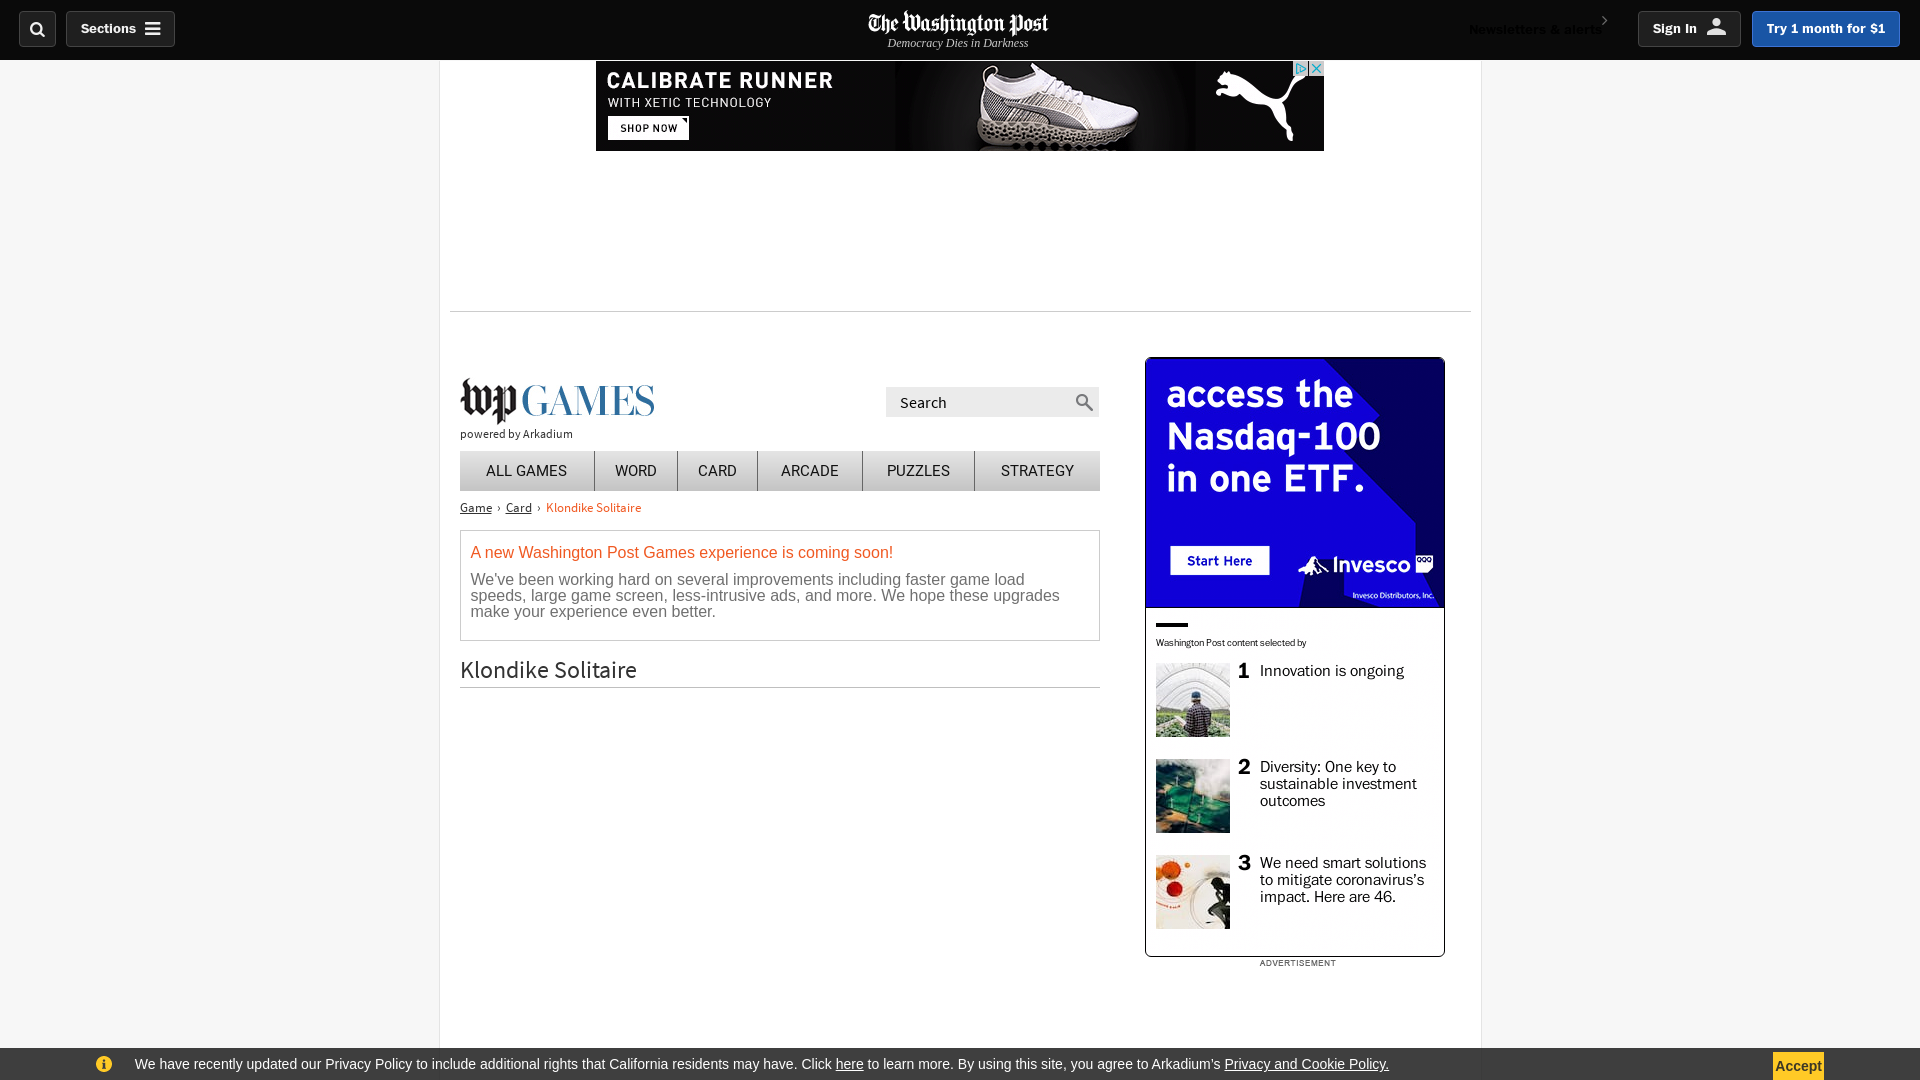 Sections
The Washington Post
Democracy Dies in Darkness
Newsletters & alerts
Sign In
Try 1 month for $1
CALIBRATE RUNNER
WITH XETIC TECHNOLOGY
SHOP NOW
wp GAMES
powered by Arkadium
Search
ALL GAMES WORD CARD ARCADE PUZZLES STRATEGY
Game › Card › Klondike Solitaire
A new Washington Post Games experience is coming soon!
We've been working hard on several improvements including faster game load
speeds, large game screen, less-intrusive ads, and more. We hope these upgrades
make your experience even better.
Klondike Solitaire
access the
Nasdaq-100
in one ETF.
Start Here
Invesco QQQ
Invesco Distributors, Inc.
Washington Post content selected by
1 Innovation is ongoing
2 Diversity: One key to
sustainable investment
outcomes
3 We need smart solutions
to mitigate coronavirus's
impact. Here are 46.
ADVERTISEMENT
We have recently updated our Privacy Policy to include additional rights that California residents may have. Click here to learn more. By using this site, you agree to Arkadium's Privacy and Cookie Policy.
Accept